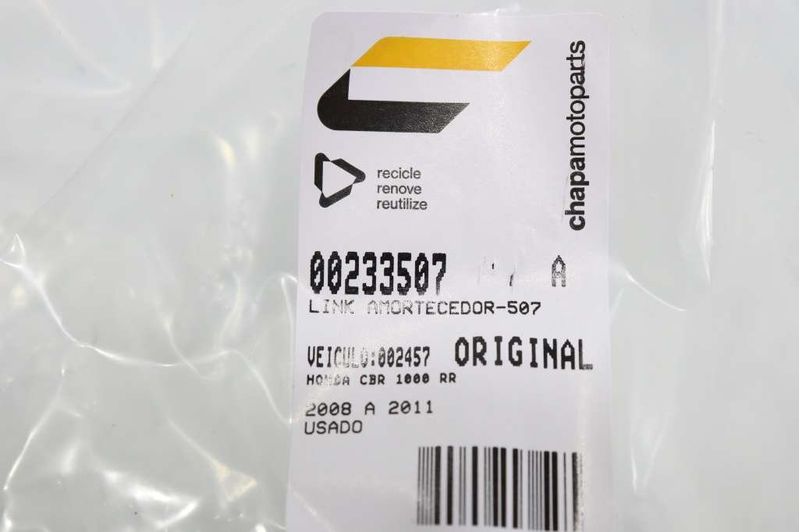 chapamotoparts
recicle
renove
reutilize
00233507 A
LINK AMORTECEDOR-507
VEICULO:002457 ORIGINAL
HONDA CBR 1000 RR
2008 A 2011
USADO